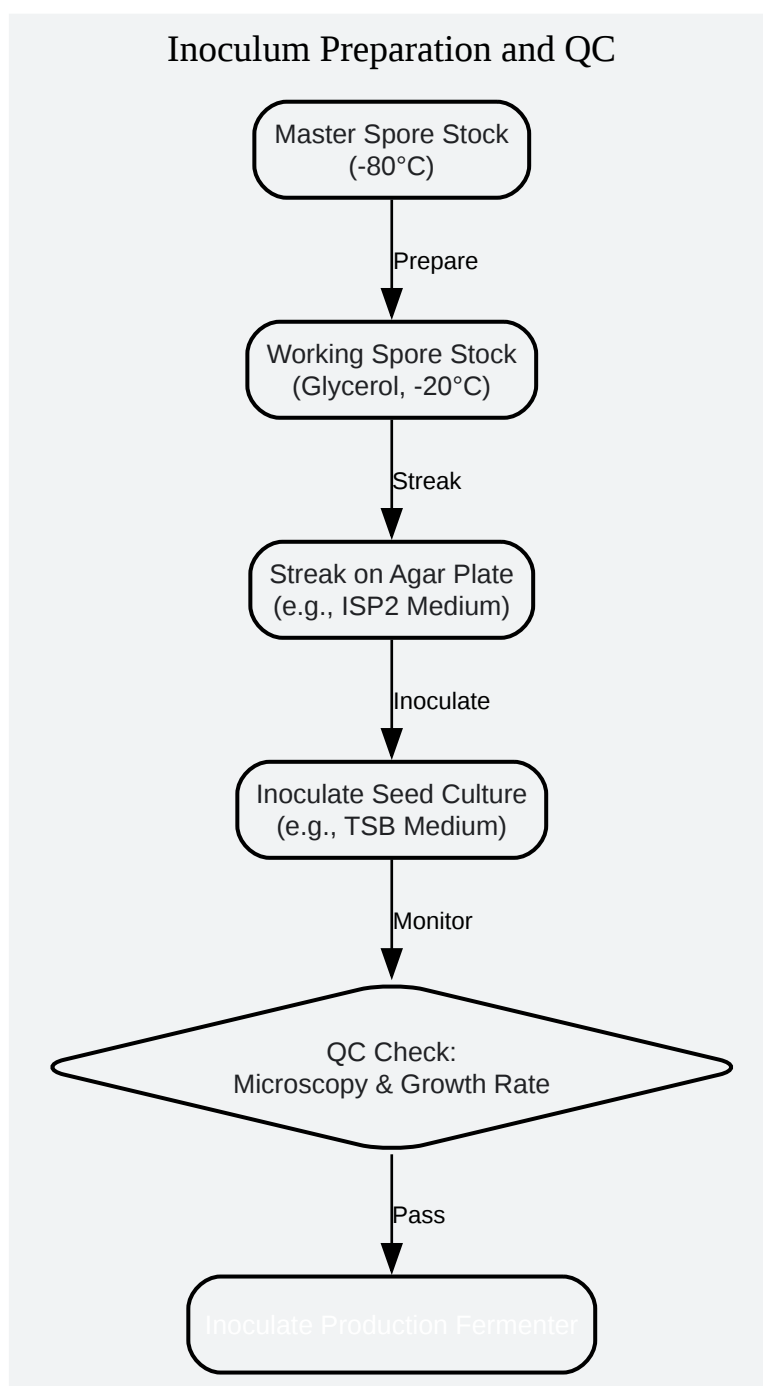 Inoculum Preparation and QC
Master Spore Stock
(-80°C)
Prepare
Working Spore Stock
(Glycerol, -20°C)
Streak
Streak on Agar Plate
(e.g., ISP2 Medium)
Inoculate
Inoculate Seed Culture
(e.g., TSB Medium)
Monitor
QC Check:
Microscopy & Growth Rate
Pass
Inoculate Production Fermenter